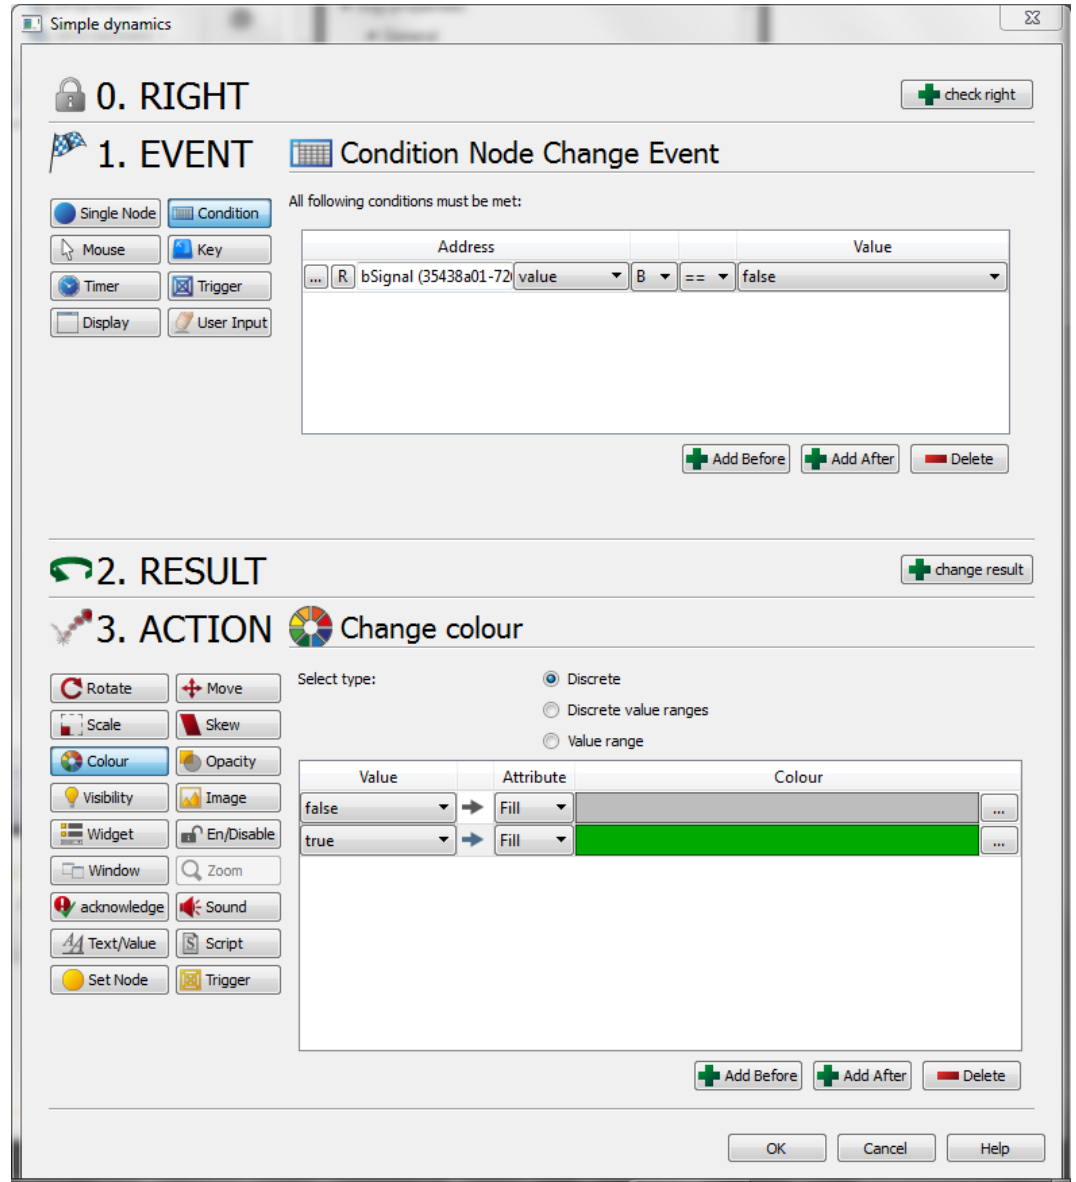 Simple dynamics
0. RIGHT
check right
1. EVENT
Condition Node Change Event
Single Node
Condition
Mouse
Key
Timer
Trigger
Display
User Input
All following conditions must be met:
Address Value
... R bSignal (35438a01-72 value B == false
Add Before Add After Delete
2. RESULT
change result
3. ACTION
Change colour
Rotate
Move
Scale
Skew
Colour
Opacity
Visibility
Image
Widget
En/Disable
Window
Zoom
acknowledge
Sound
Text/Value
Script
Set Node
Trigger
Select type:
Discrete
Discrete value ranges
Value range
Value Attribute Colour
false Fill ...
true Fill ...
Add Before Add After Delete
OK Cancel Help